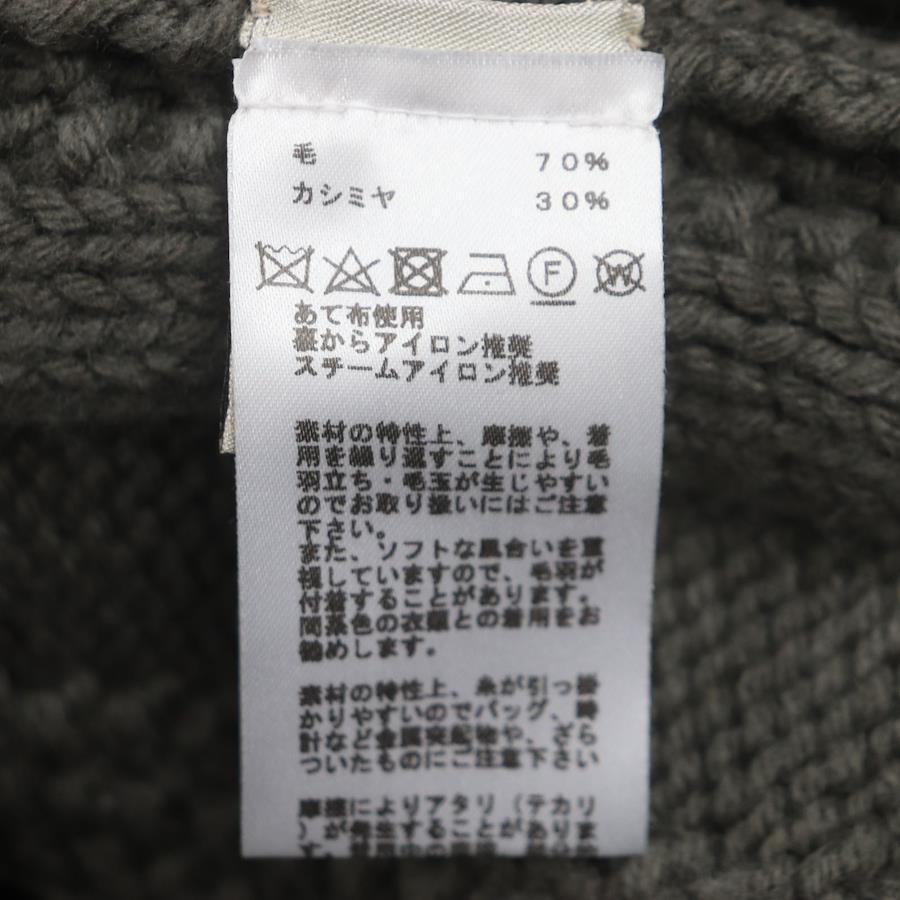 毛 70%
カシミヤ 30%
F W
あて布使用
裏からアイロン推奨
スチームアイロン推奨
素材の特性上、摩擦や、着
用を繰り返すことにより毛
羽立ち・毛玉が生じやすい
のでお取り扱いにはご注意
下さい。
また、ソフトな風合いを重
視していますので、毛羽が
付着することがあります。
同系色の衣類との着用をお
勧めします。
素材の特性上、糸が引っ掛
かりやすいのでバッグ、時
計など金属突起物や、ざら
ついたものにご注意下さい
摩擦によりアタリ(テカリ
)が発生することがありま
す。